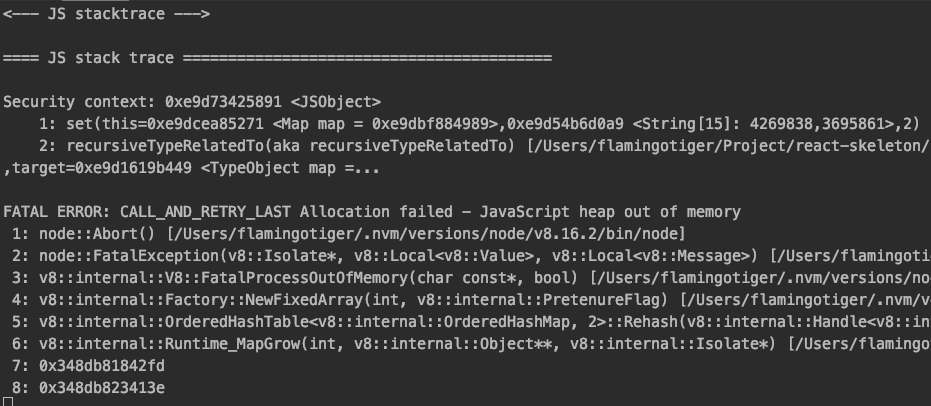 <--- JS stacktrace --->
==== JS stack trace =========================================
Security context: 0xe9d73425891 <JSObject>
1: set(this=0xe9dcea85271 <Map map = 0xe9dbf884989>,0xe9d54b6d0a9 <String[15]: 4269838,3695861>,2)
2: recursiveTypeRelatedTo(aka recursiveTypeRelatedTo) [/Users/flamingotiger/Project/react-skeleton/
,target=0xe9d1619b449 <TypeObject map =...
FATAL ERROR: CALL_AND_RETRY_LAST Allocation failed - JavaScript heap out of memory
1: node::Abort() [/Users/flamingotiger/.nvm/versions/node/v8.16.2/bin/node]
2: node::FatalException(v8::Isolate*, v8::Local<v8::Value>, v8::Local<v8::Message>) [/Users/flamingoti
3: v8::internal::V8::FatalProcessOutOfMemory(char const*, bool) [/Users/flamingotiger/.nvm/versions/no
4: v8::internal::Factory::NewFixedArray(int, v8::internal::PretenureFlag) [/Users/flamingotiger/.nvm/v
5: v8::internal::OrderedHashTable<v8::internal::OrderedHashMap, 2>::Rehash(v8::internal::Handle<v8::in
6: v8::internal::Runtime_MapGrow(int, v8::internal::Object**, v8::internal::Isolate*) [/Users/flamingo
7: 0x348db81842fd
8: 0x348db823413e